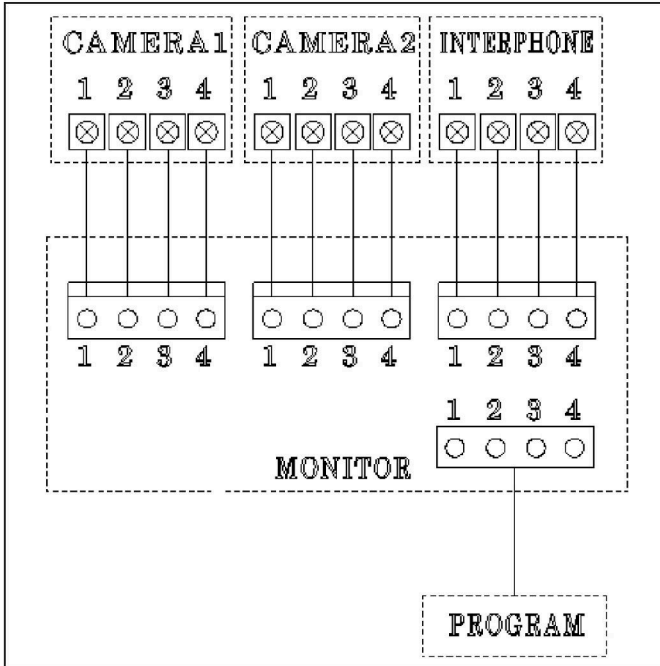 CAMERA1 CAMERA2 INTERPHONE
1 2 3 4 1 2 3 4 1 2 3 4
1 2 3 4 1 2 3 4 1 2 3 4
1 2 3 4
MONITOR
PROGRAM